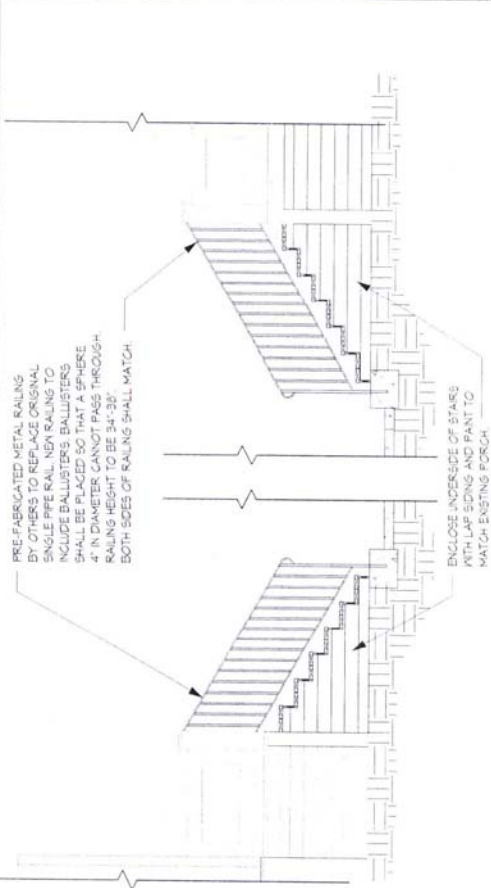 PRE-FABRICATED METAL RAILING
BY OTHERS TO REPLACE ORIGINAL
SINGLE PIPE RAIL. NEW RAILING TO
INCLUDE BALLUSTERS. BALLUSTERS
SHALL BE PLACED SO THAT A SPHERE
4" IN DIAMETER CANNOT PASS THROUGH.
RAILING HEIGHT TO BE 34"-38".
BOTH SIDES OF RAILING SHALL MATCH.
ENCLOSE UNDERSIDE OF STAIRS
WITH LAP SIDING AND PAINT TO
MATCH EXISTING PORCH.